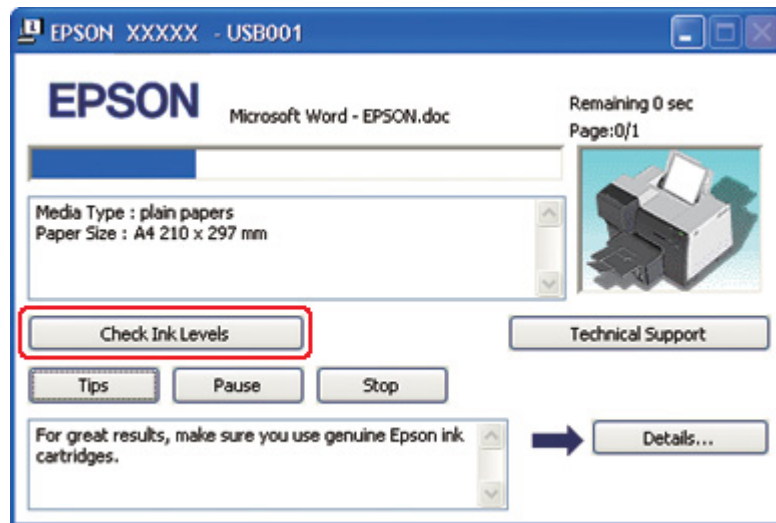 EPSON XXXXX - USB001
EPSON
Microsoft Word - EPSON.doc
Remaining 0 sec
Page:0/1
Media Type : plain papers
Paper Size : A4 210 x 297 mm
Check Ink Levels
Technical Support
Tips
Pause
Stop
For great results, make sure you use genuine Epson ink
cartridges.
Details...